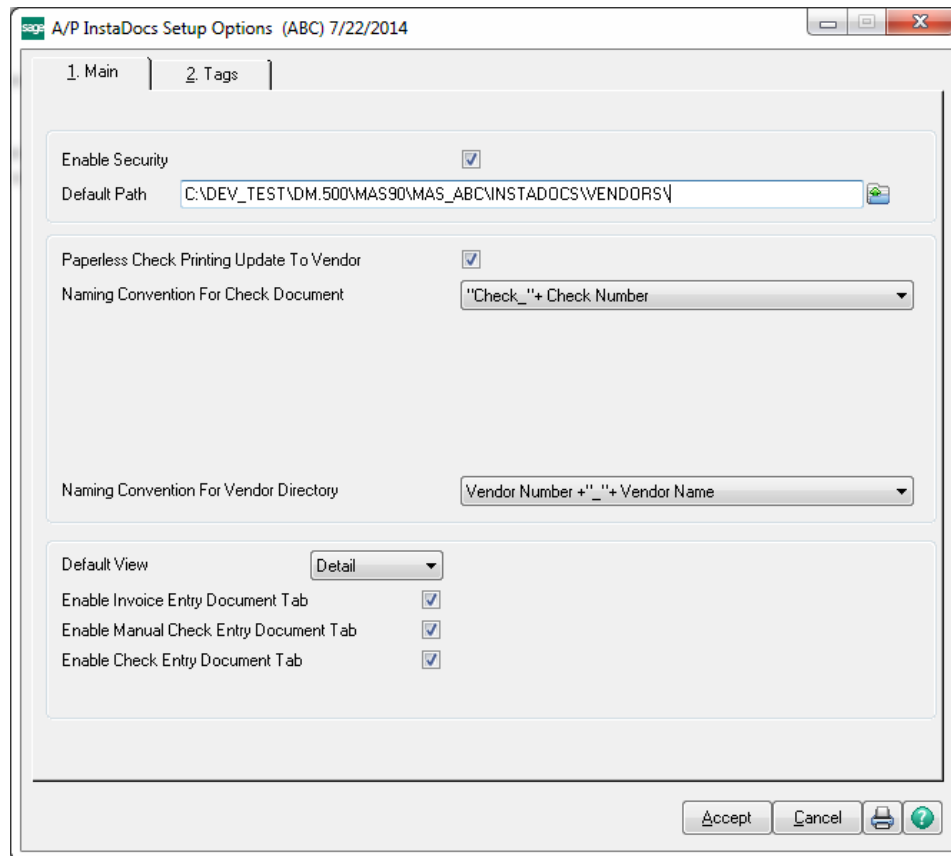 sage A/P InstaDocs Setup Options (ABC) 7/22/2014
1. Main 2. Tags
Enable Security
Default Path C:\DEV_TEST\DM.500\MAS90\MAS_ABC\INSTADOCS\VENDORS\
Paperless Check Printing Update To Vendor
Naming Convention For Check Document "Check_"+ Check Number
Naming Convention For Vendor Directory Vendor Number +"_"+ Vendor Name
Default View Detail
Enable Invoice Entry Document Tab
Enable Manual Check Entry Document Tab
Enable Check Entry Document Tab
Accept Cancel ?